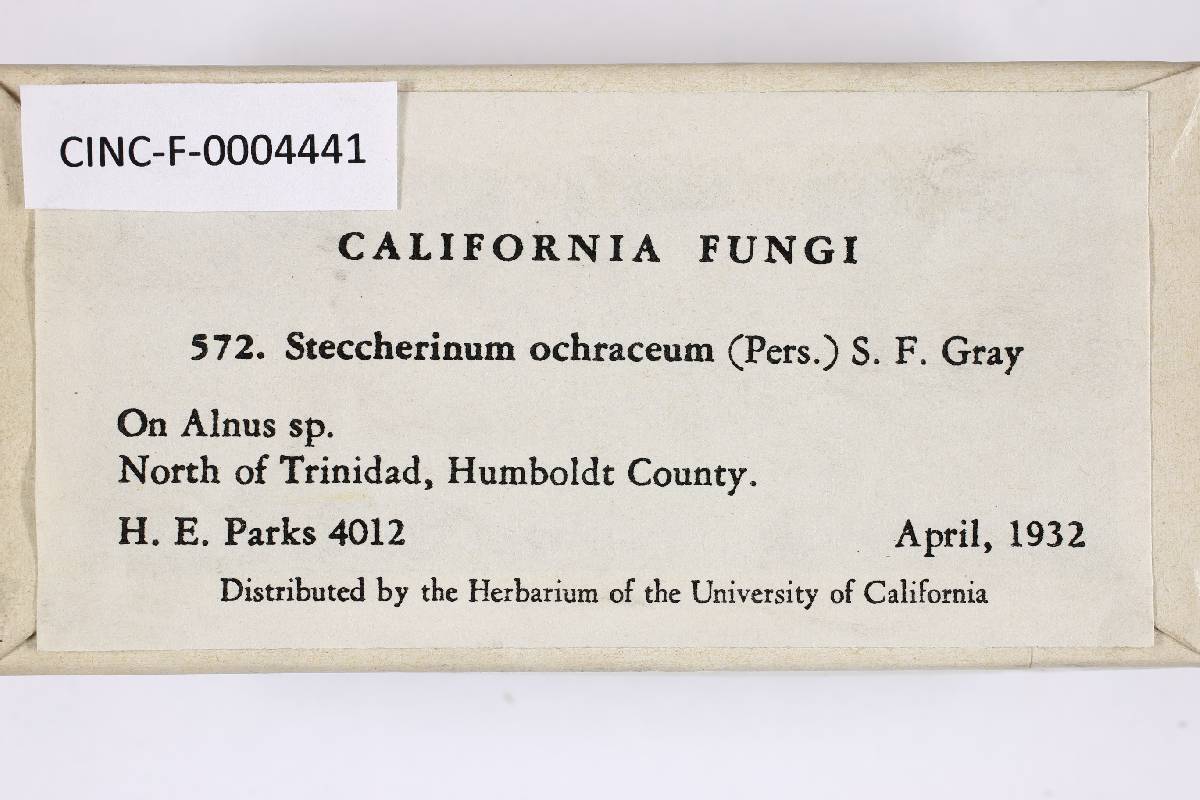 CINC-F-0004441
CALIFORNIA FUNGI
572. Steccherinum ochraceum (Pers.) S. F. Gray
On Alnus sp.
North of Trinidad, Humboldt County.
H. E. Parks 4012 April, 1932
Distributed by the Herbarium of the University of California